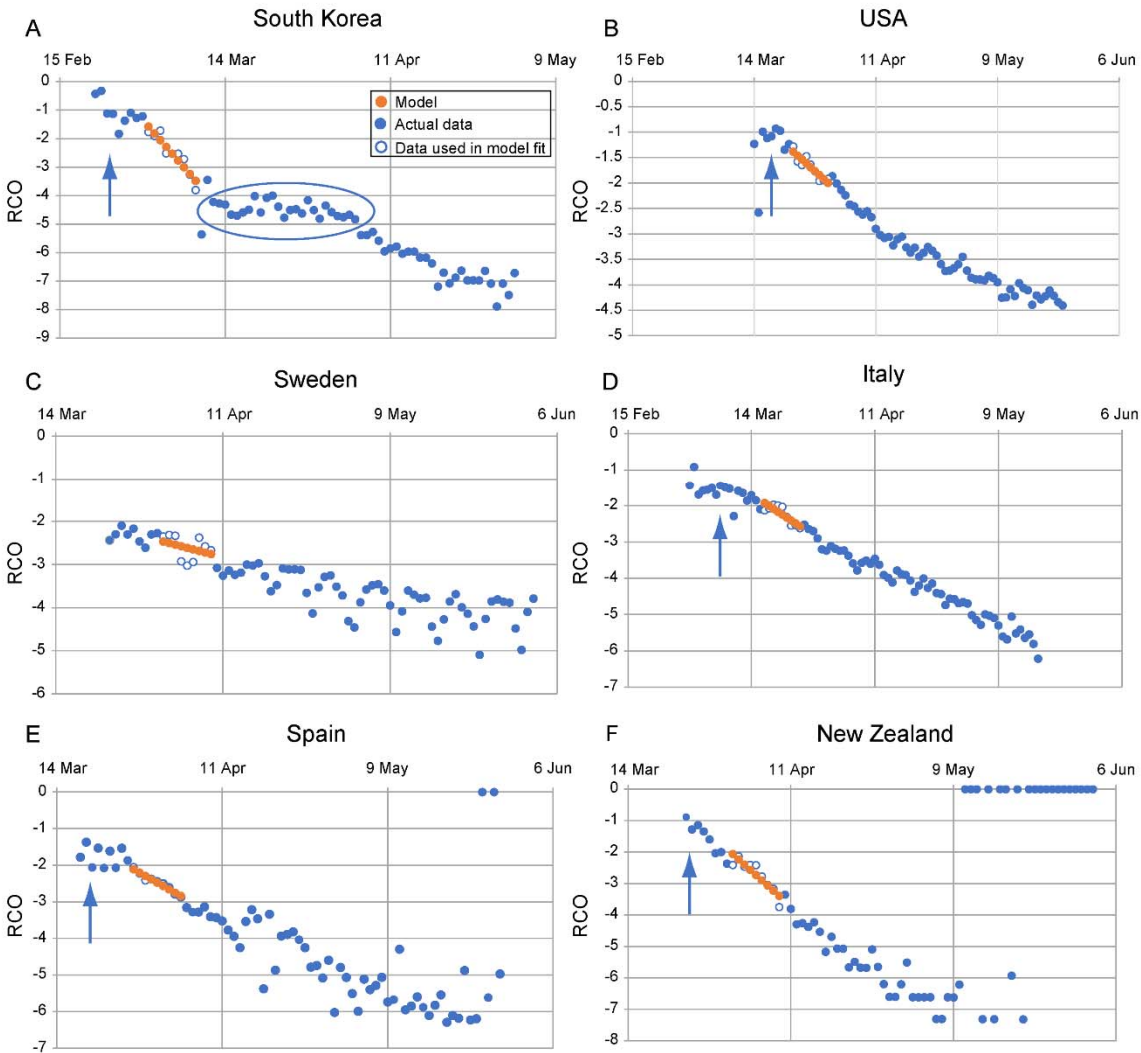 A
South Korea
15 Feb 14 Mar 11 Apr 9 May
0
-1
-2
-3
-4
-5
-6
-7
-8
-9
RCO
Model
Actual data
Data used in model fit
B
USA
15 Feb 14 Mar 11 Apr 9 May 6 Jun
0
-0.5
-1
-1.5
-2
-2.5
-3
-3.5
-4
-4.5
-5
RCO
C
Sweden
14 Mar 11 Apr 9 May 6 Jun
0
-1
-2
-3
-4
-5
-6
RCO
D
Italy
15 Feb 14 Mar 11 Apr 9 May 6 Jun
0
-1
-2
-3
-4
-5
-6
-7
RCO
E
Spain
14 Mar 11 Apr 9 May 6 Jun
0
-1
-2
-3
-4
-5
-6
-7
RCO
F
New Zealand
14 Mar 11 Apr 9 May 6 Jun
0
-1
-2
-3
-4
-5
-6
-7
-8
RCO